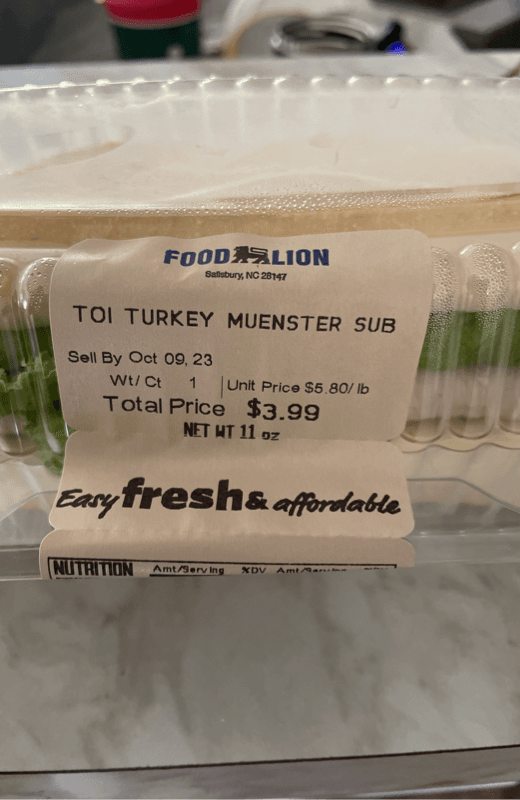 FOOD LION
Salisbury, NC 28147
TOI TURKEY MUENSTER SUB
Sell By Oct 09, 23
Wt/ Ct 1 Unit Price $5.80/ lb
Total Price $3.99
NET WT 11 oz
Easy fresh & affordable
NUTRITION Amt/Serving %DV